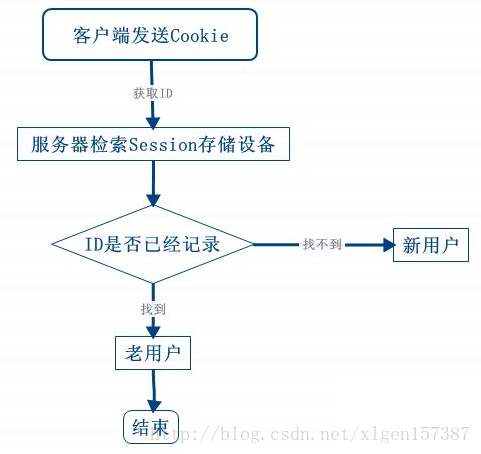 客户端发送Cookie
获取ID
服务器检索Session存储设备
ID是否已经记录
找不到
新用户
找到
老用户
结束
http://blog.csdn.net/xlgen157387